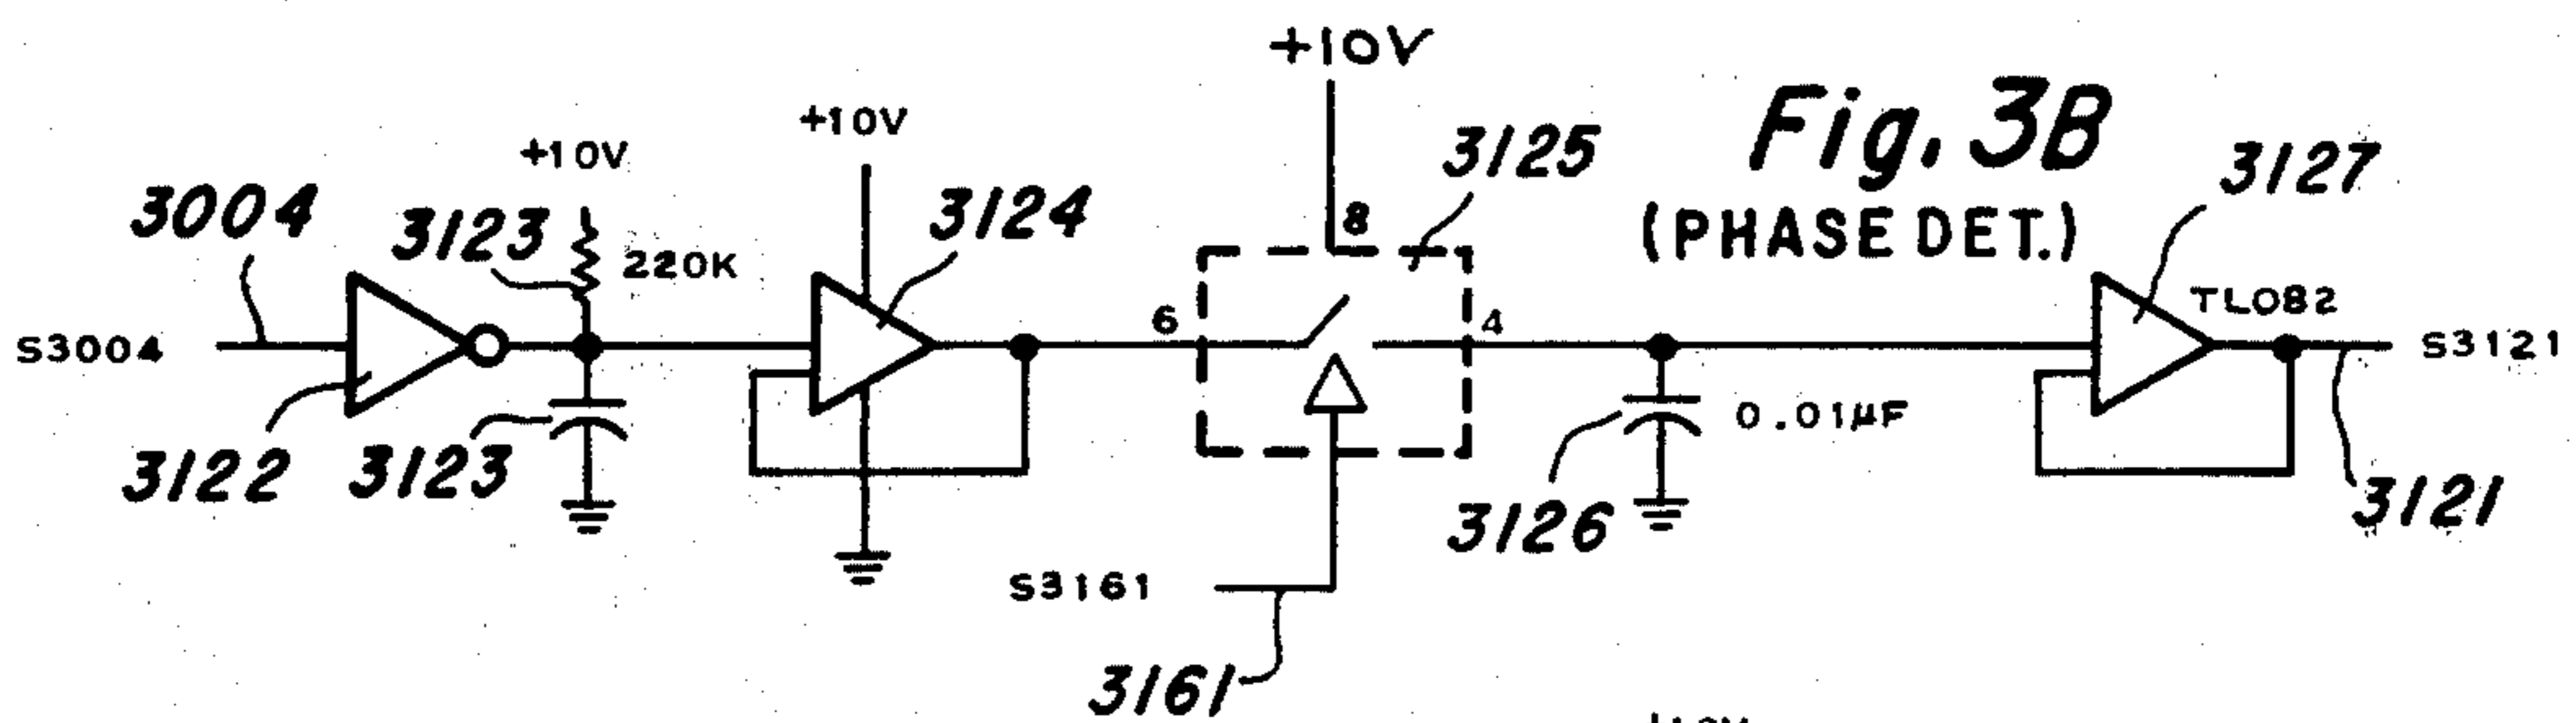 +10V
Fig. 3B
(PHASE DET.)
+10V
+10V
3004
3123
220K
3124
8
3125
3127
TL082
S3004
6
4
S3121
3122
3123
0.01µF
3126
3121
S3161
3161